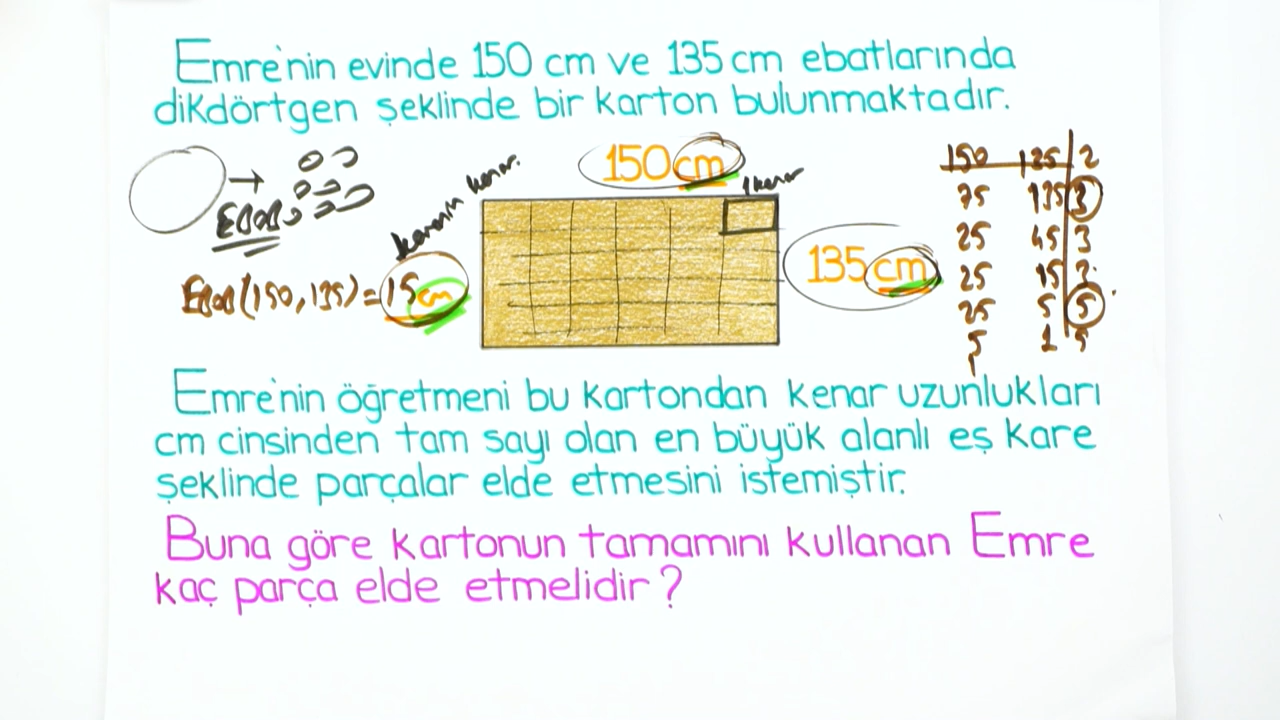 Emre'nin evinde 150 cm ve 135 cm ebatlarında
dikdörtgen şeklinde bir karton bulunmaktadır.
150 cm
1 kenar
karenin kenar.
EBOB
135 cm
EBOB(150,135)=15 cm
150 135 2
75 135 3
25 45 3
25 15 3
25 5 5
5 1 5
1
Emre'nin öğretmeni bu kartondan kenar uzunlukları
cm cinsinden tam sayı olan en büyük alanlı eş kare
şeklinde parçalar elde etmesini istemiştir.
Buna göre kartonun tamamını kullanan Emre
kaç parça elde etmelidir?